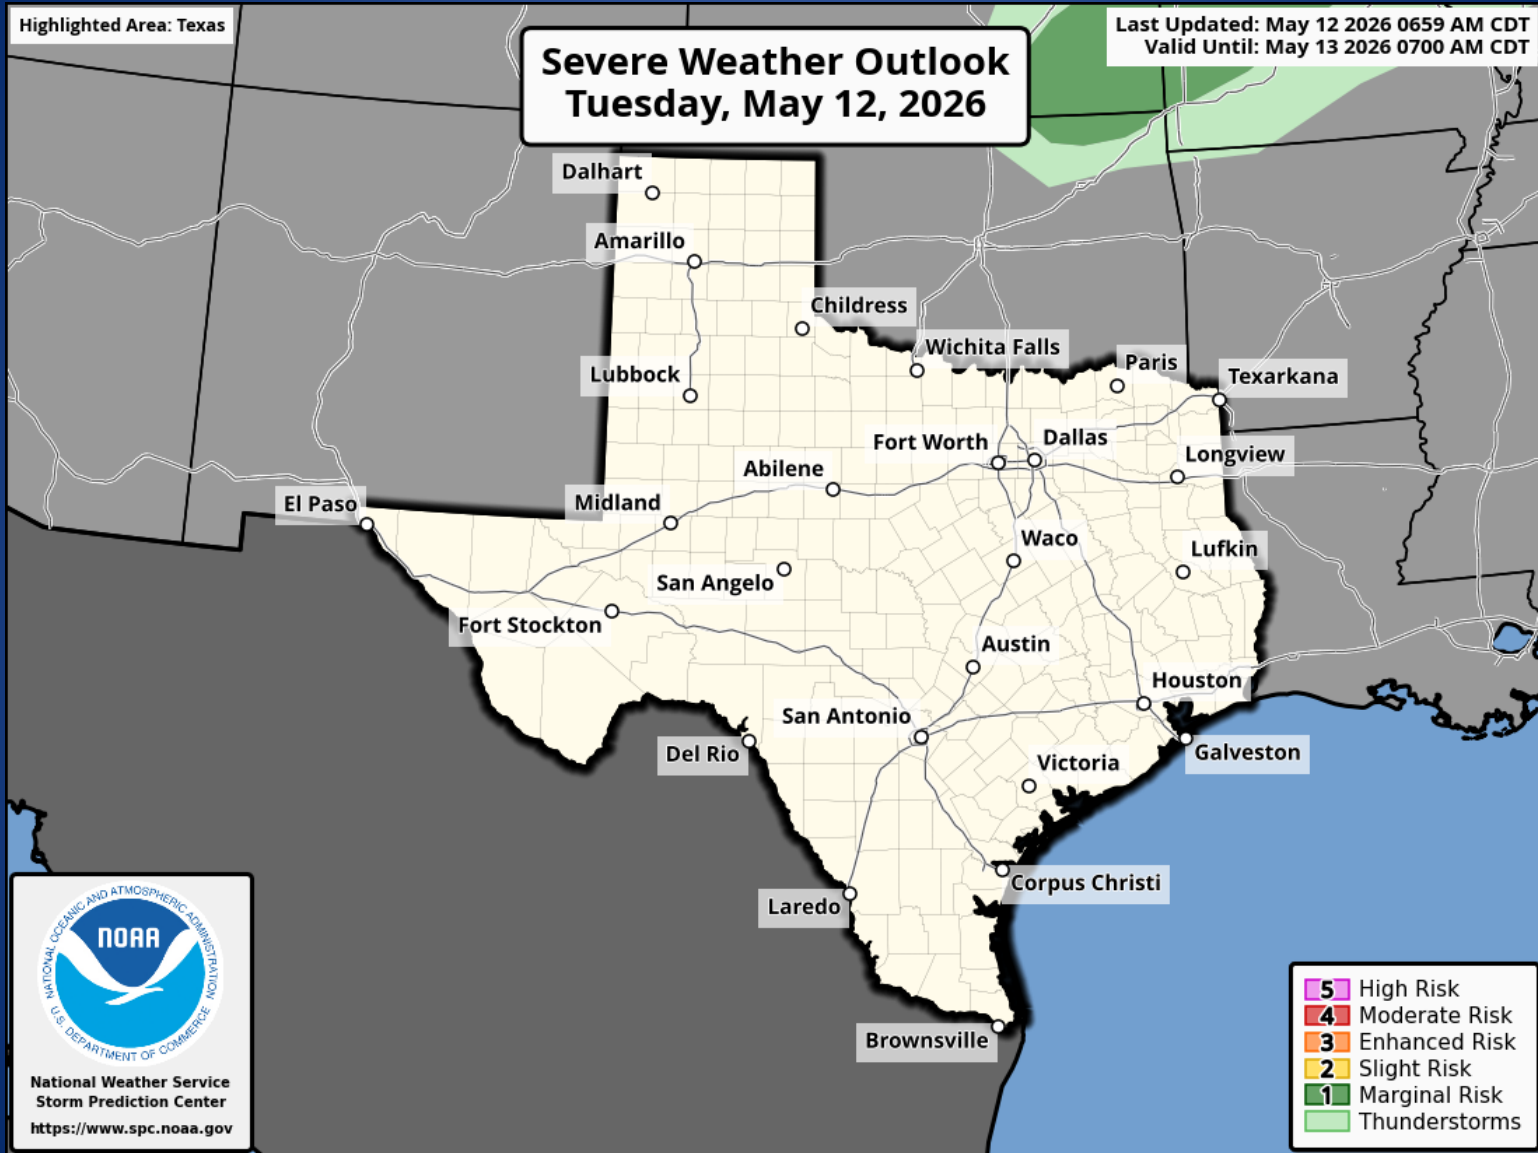 Highlighted Area: Texas
Last Updated: May 12 2026 0659 AM CDT
Valid Until: May 13 2026 0700 AM CDT
Severe Weather Outlook
Tuesday, May 12, 2026
Dalhart
Amarillo
Childress
Wichita Falls
Paris
Texarkana
Lubbock
Fort Worth
Dallas
Longview
Abilene
Midland
El Paso
Waco
Lufkin
San Angelo
Fort Stockton
Austin
Houston
San Antonio
Del Rio
Galveston
Victoria
Corpus Christi
Laredo
Brownsville
NATIONAL OCEANIC AND ATMOSPHERIC ADMINISTRATION
NOAA
U.S. DEPARTMENT OF COMMERCE
National Weather Service
Storm Prediction Center
https://www.spc.noaa.gov
5 High Risk
4 Moderate Risk
3 Enhanced Risk
2 Slight Risk
1 Marginal Risk
Thunderstorms